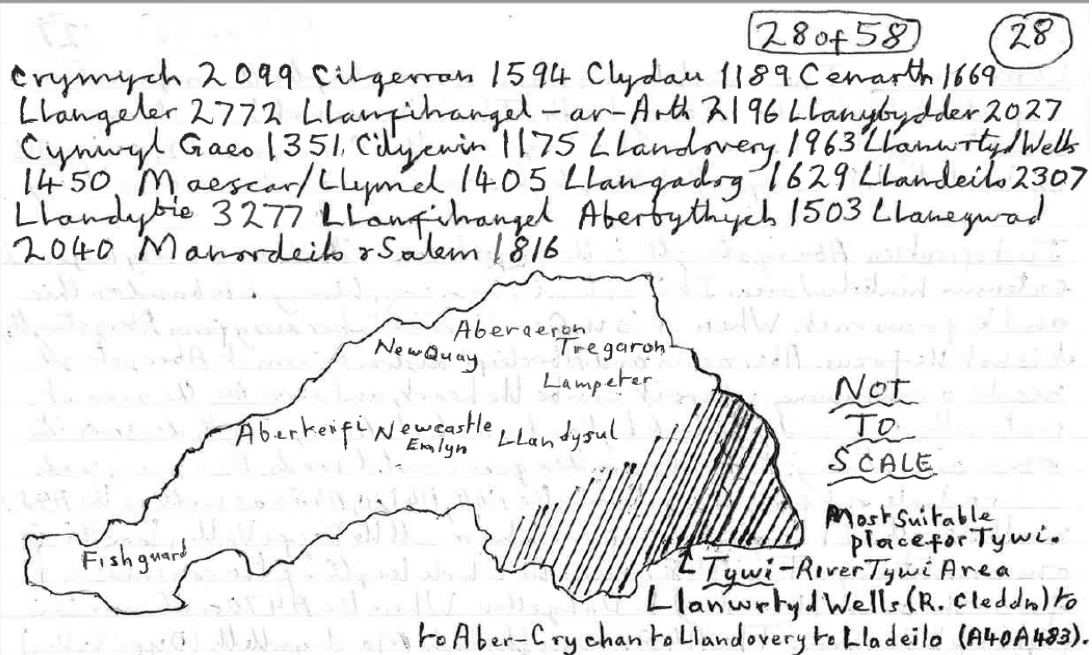 28 of 58
28
Crymych 2099 Cilgerran 1594 Clydau 1189 Cenarth 1669
Llangeler 2772 Llanfihangel-ar-Arth 2196 Llanybydder 2027
Cynwyl Gaeo 1351 Cilycwin 1175 Llandovery 1963 Llanwrtyd Wells
1450 Maescar/Llywel 1405 Llangadog 1629 Llandeilo 2307
Llandybie 3277 Llanfihangel Aberbythych 1503 Llanegwad
2040 Manordeilo & Salem 1816
Aberaeron
New Quay
Tregaron
Lampeter
Aberteifi
Newcastle
Emlyn
Llandysul
Fishguard
NOT
TO
SCALE
Most Suitable
place for Tywi.
Tywi-River Tywi Area
Llanwrtyd Wells (R. Cleddn) to
to Aber-Crychan to Llandovery to Lladeilo (A40A483).